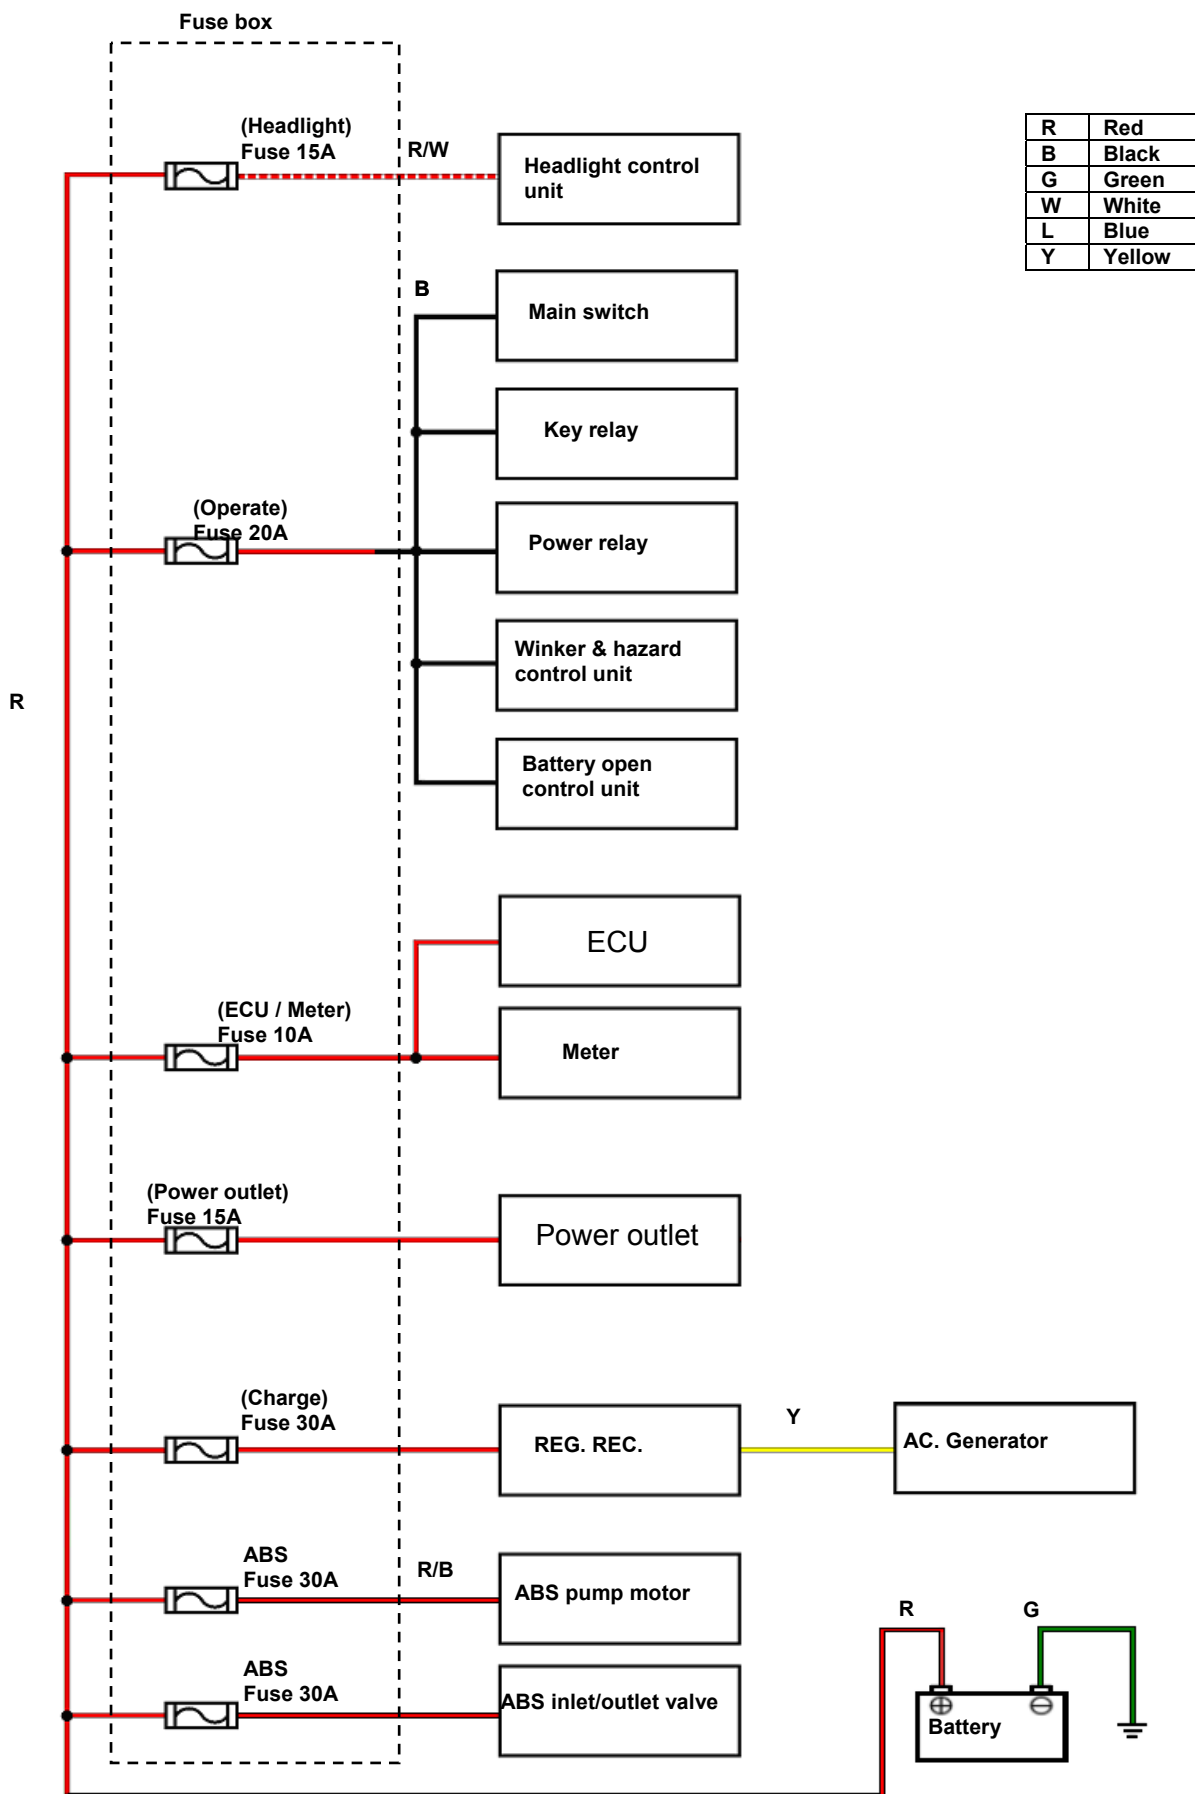 Fuse box
(Headlight)
Fuse 15A
R/W
Headlight control
unit
R Red
B Black
G Green
W White
L Blue
Y Yellow
B
Main switch
Key relay
(Operate)
Fuse 20A
Power relay
Winker & hazard
control unit
R
Battery open
control unit
ECU
(ECU / Meter)
Fuse 10A
Meter
(Power outlet)
Fuse 15A
Power outlet
(Charge)
Fuse 30A
REG. REC.
Y
AC. Generator
ABS
Fuse 30A
R/B
ABS pump motor
R
G
ABS
Fuse 30A
ABS inlet/outlet valve
Battery